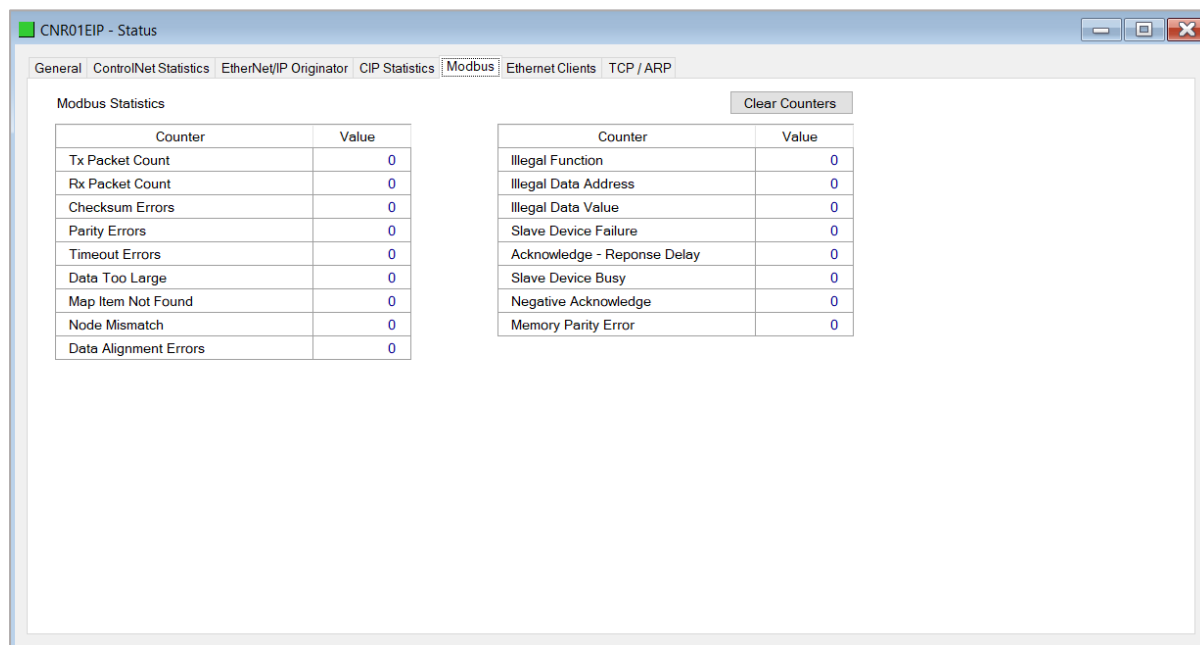 CNR01EIP - Status
General ControlNet Statistics EtherNet/IP Originator CIP Statistics Modbus Ethernet Clients TCP / ARP
Modbus Statistics
Clear Counters
Counter Value
Tx Packet Count 0
Rx Packet Count 0
Checksum Errors 0
Parity Errors 0
Timeout Errors 0
Data Too Large 0
Map Item Not Found 0
Node Mismatch 0
Data Alignment Errors 0
Counter Value
Illegal Function 0
Illegal Data Address 0
Illegal Data Value 0
Slave Device Failure 0
Acknowledge - Reponse Delay 0
Slave Device Busy 0
Negative Acknowledge 0
Memory Parity Error 0